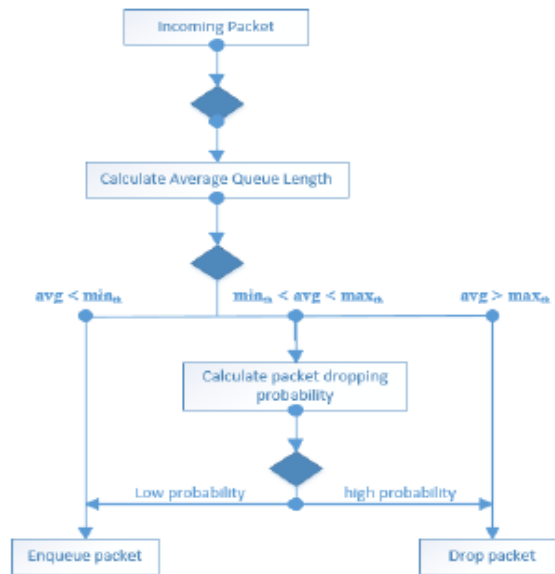 Incoming Packet
Calculate Average Queue Length
avg < minₜₕ
minₜₕ < avg < maxₜₕ
avg > maxₜₕ
Calculate packet dropping
probability
Low probability
high probability
Enqueue packet
Drop packet